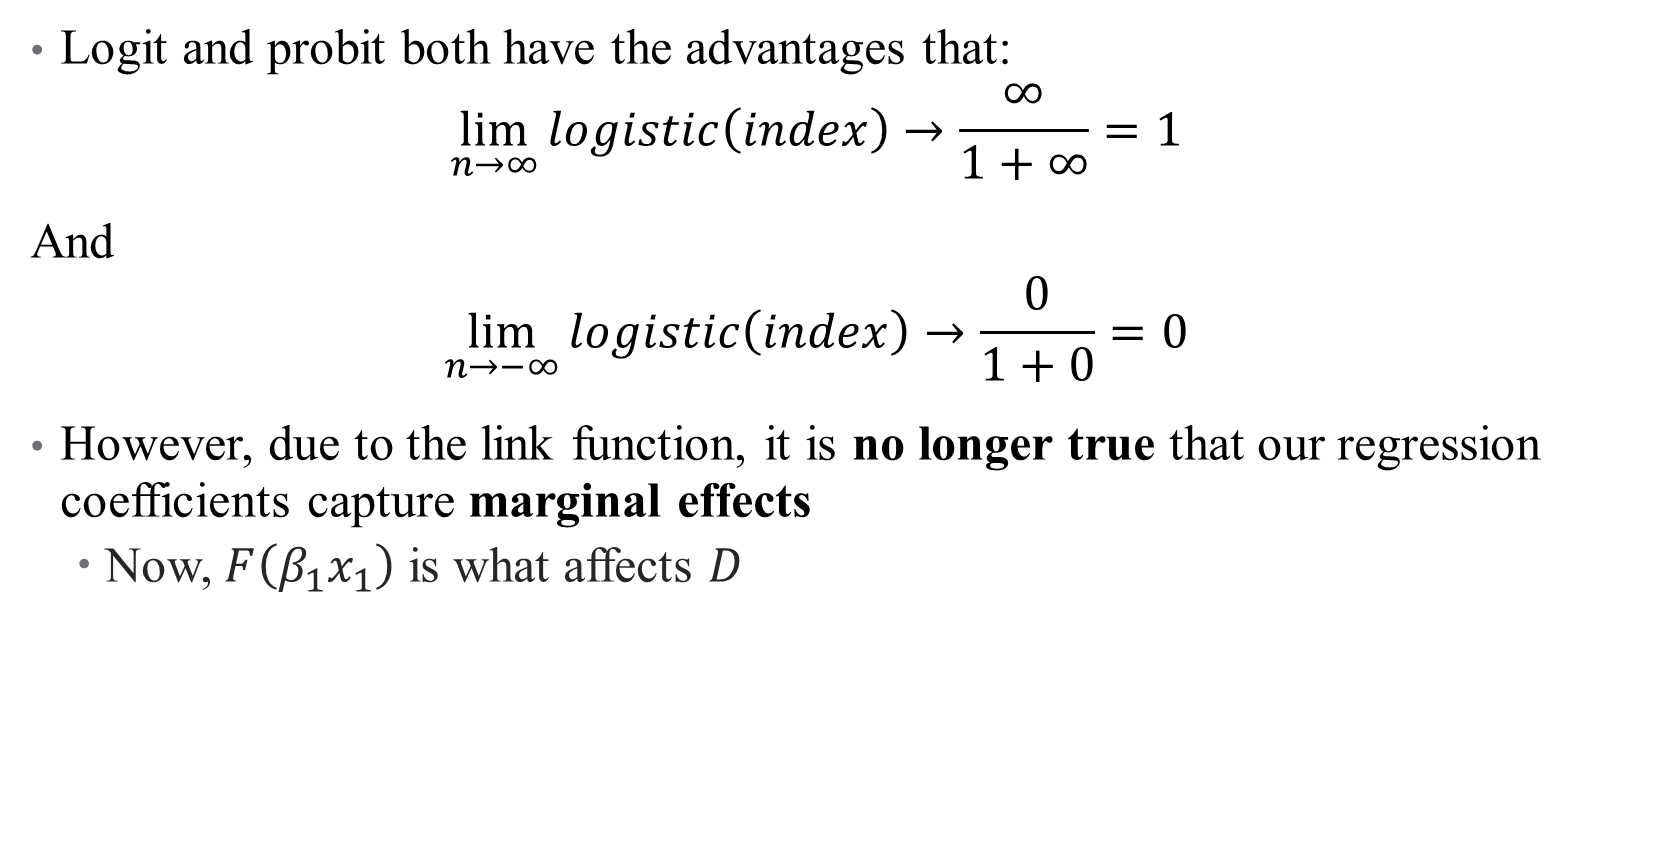 • Logit and probit both have the advantages that:
lim n→∞ logistic(index) → ∞ / (1 + ∞) = 1
And
lim n→−∞ logistic(index) → 0 / (1 + 0) = 0
• However, due to the link function, it is no longer true that our regression
coefficients capture marginal effects
• Now, F(β₁x₁) is what affects D